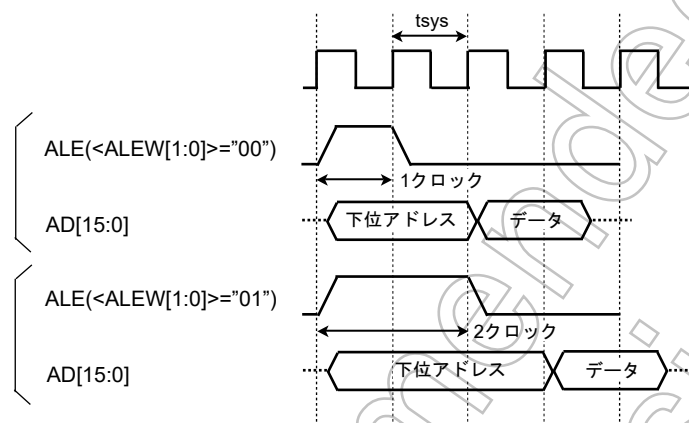 tsys
ALE(<ALEW[1:0]>="00")
1クロック
AD[15:0]
下位アドレス
データ
ALE(<ALEW[1:0]>="01")
2クロック
AD[15:0]
下位アドレス
データ